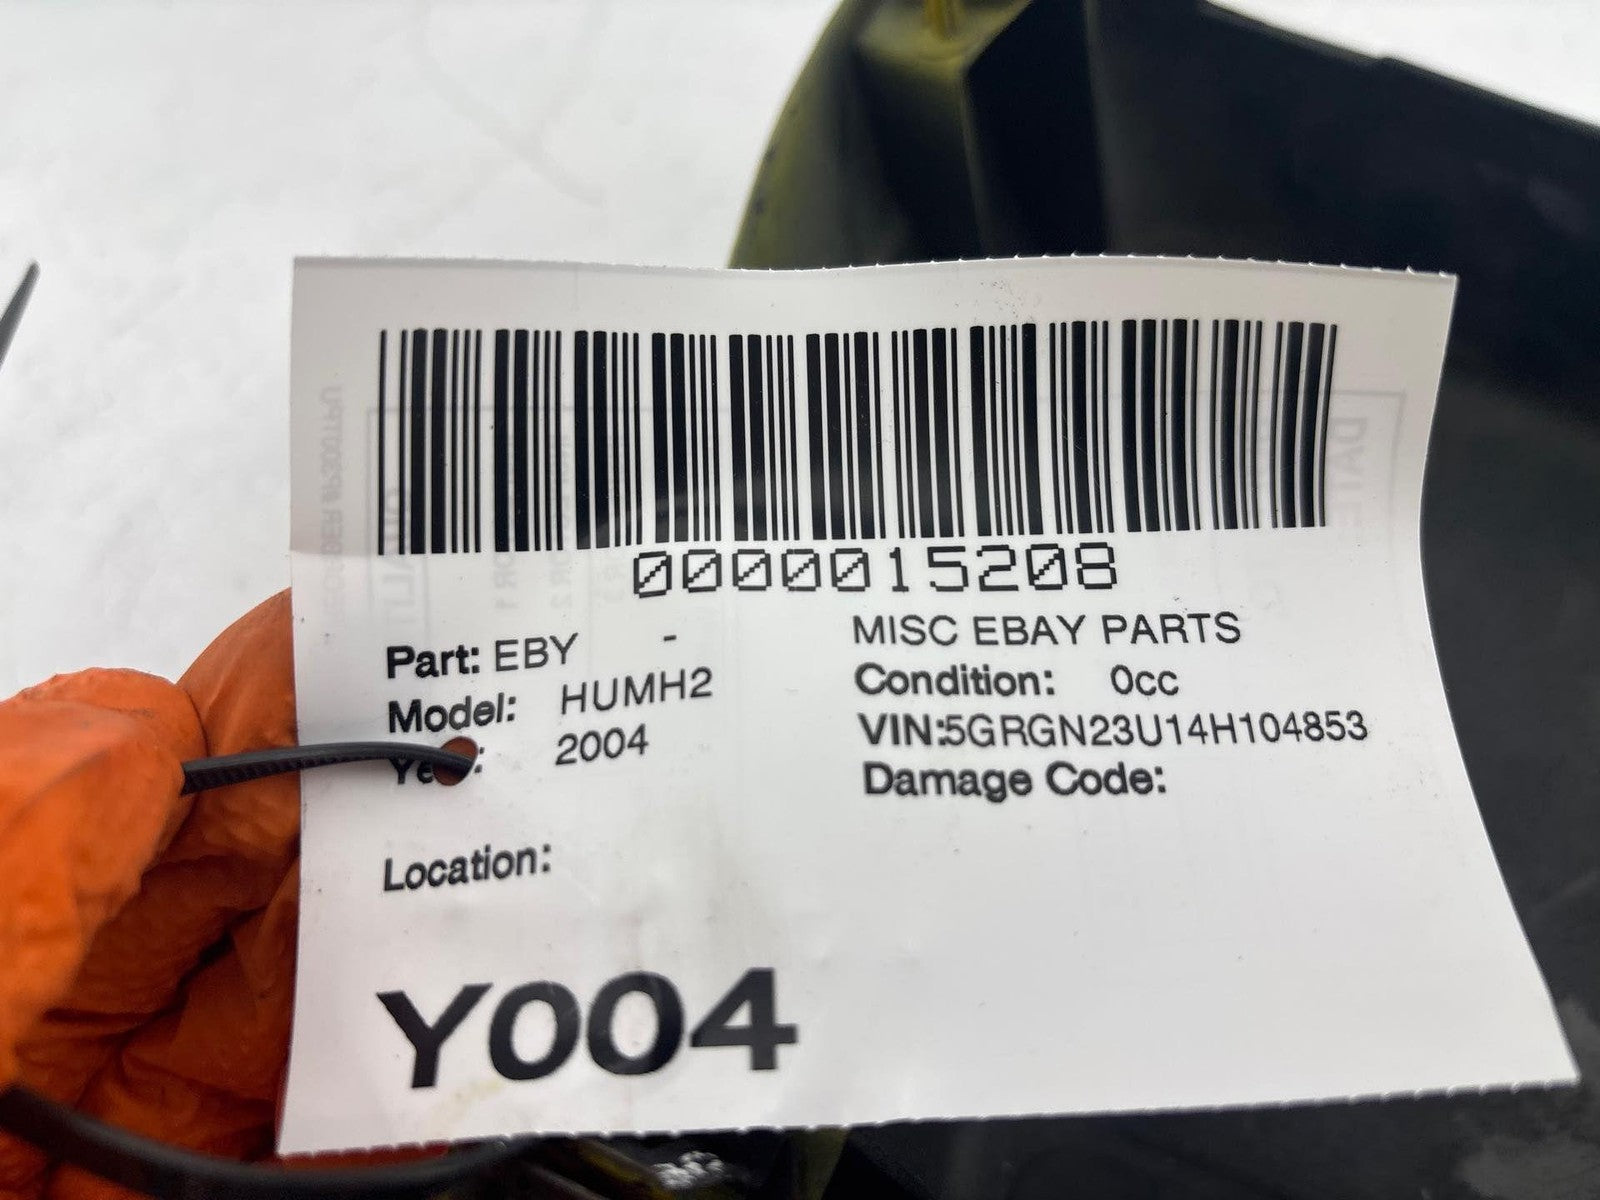 0000015208
Part: EBY - MISC EBAY PARTS
Model: HUMH2 Condition: 0cc
2004 VIN:5GRGN23U14H104853
Damage Code:
Location:
Y004